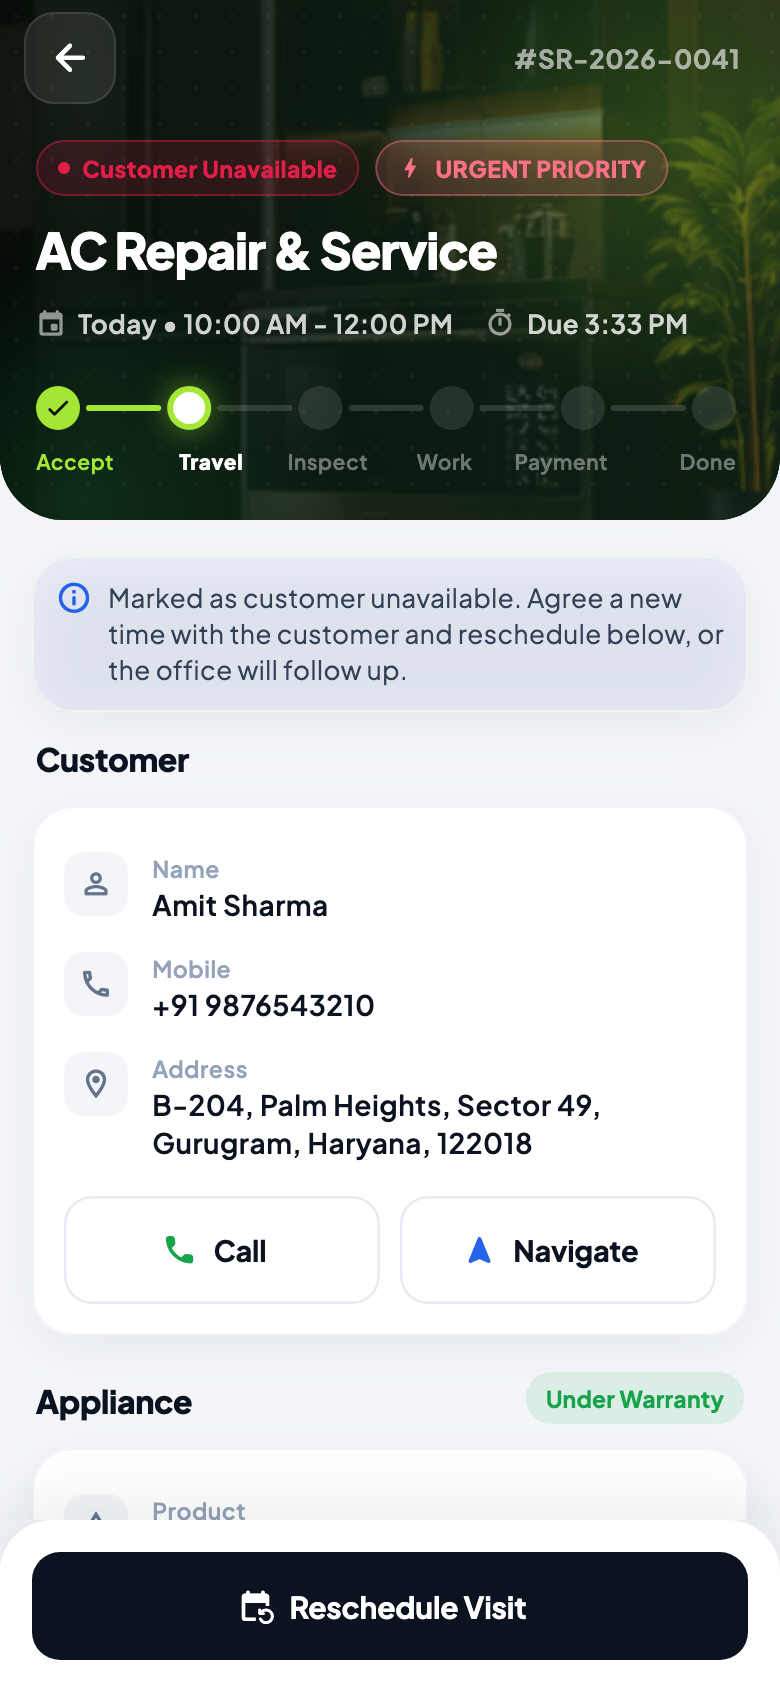 #SR-2026-0041
Customer Unavailable
URGENT PRIORITY
AC Repair & Service
Today • 10:00 AM - 12:00 PM
Due 3:33 PM
Accept
Travel
Inspect
Work
Payment
Done
Marked as customer unavailable. Agree a new
time with the customer and reschedule below, or
the office will follow up.
Customer
Name
Amit Sharma
Mobile
+91 9876543210
Address
B-204, Palm Heights, Sector 49,
Gurugram, Haryana, 122018
Call
Navigate
Appliance
Under Warranty
Product
Reschedule Visit